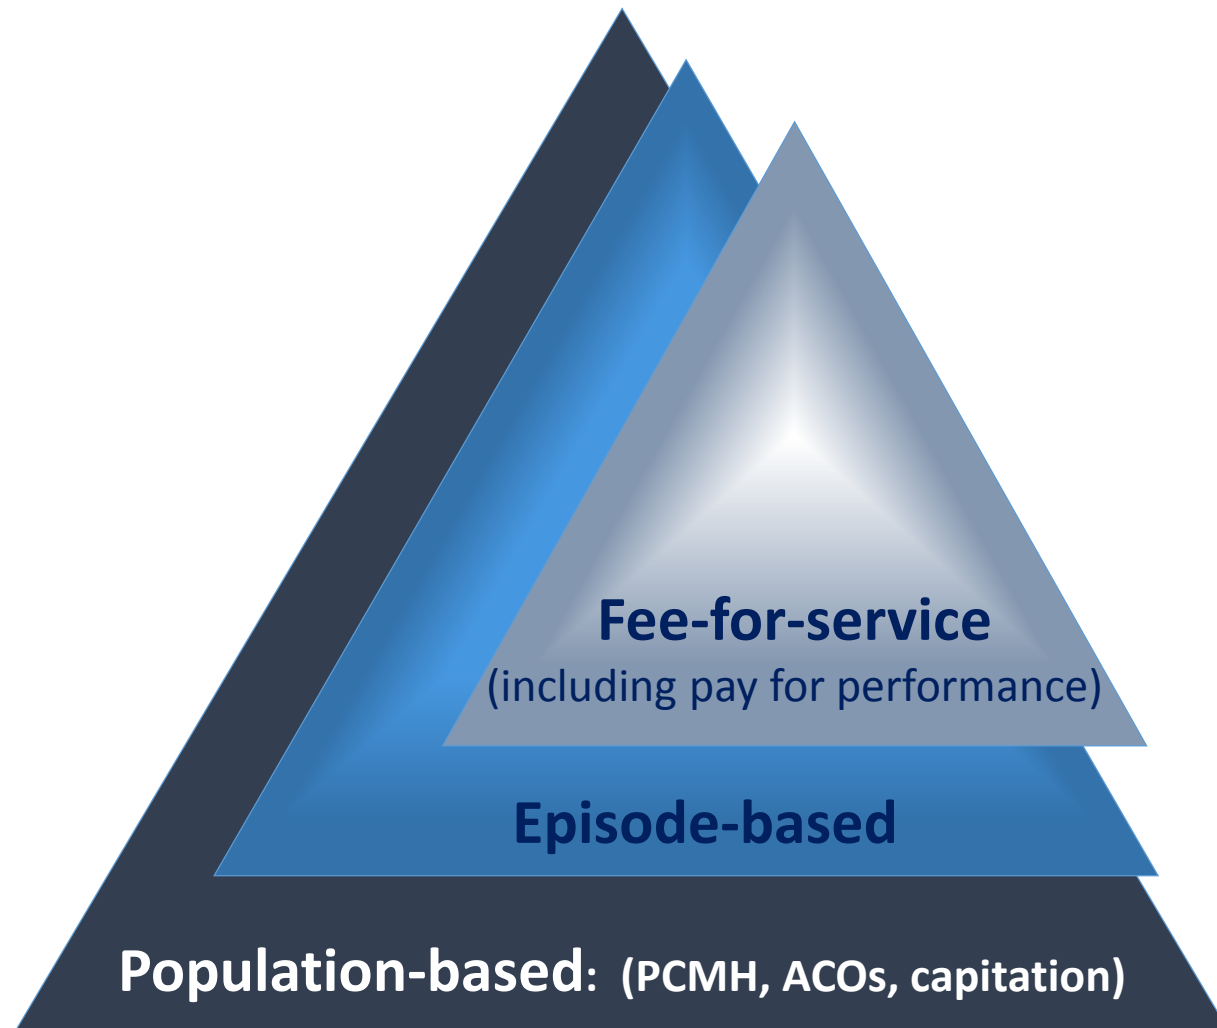 Fee-for-service
(including pay for performance)
Episode-based
Population-based: (PCMH, ACOs, capitation)